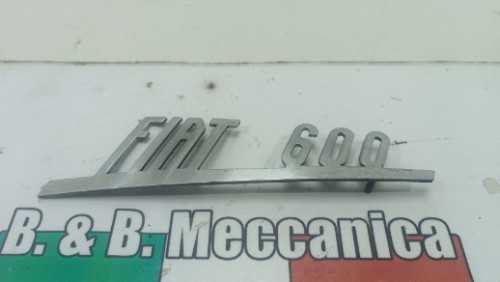 FIAT 600
B. & B. Meccanica